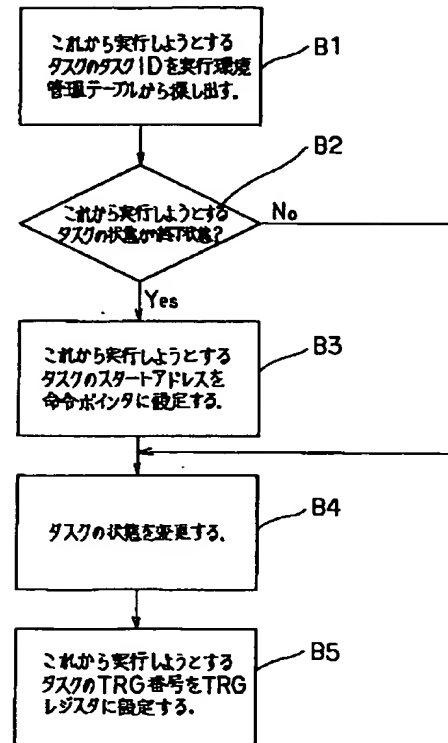 これから実行しようとする
タスクのタスクIDを実行環境
管理テーブルから探し出す。
B1
B2
これから実行しようとする
タスクの状態が終了状態?
No
Yes
これから実行しようとする
タスクのスタートアドレスを
命令ポインタに設定する。
B3
タスクの状態を変更する。
B4
これから実行しようとする
タスクのTRG番号をTRG
レジスタに設定する。
B5